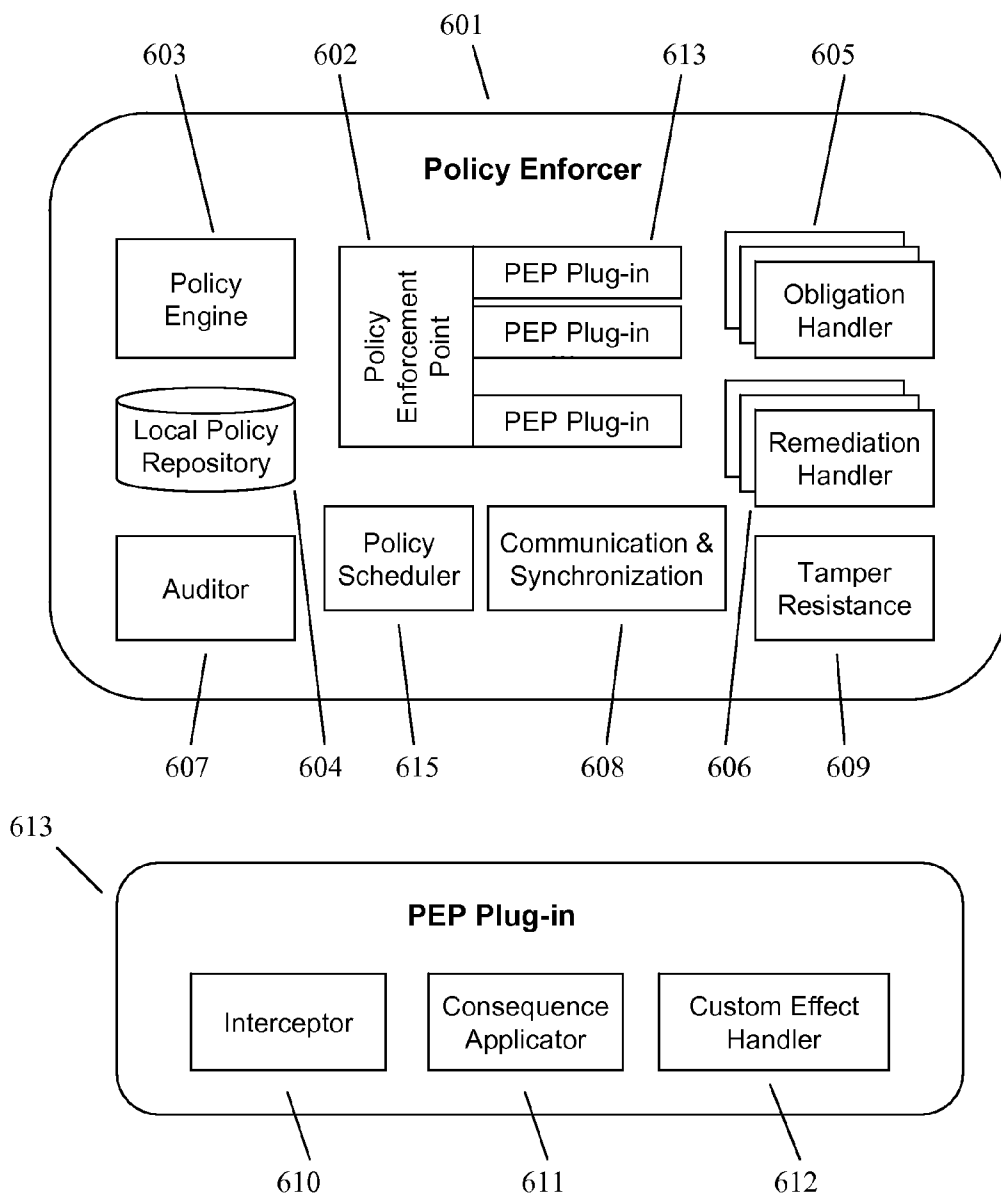 601
603
602
613
605
Policy Enforcer
Policy
Engine
Policy
Enforcement
Point
PEP Plug-in
PEP Plug-in
...
PEP Plug-in
Obligation
Handler
Local Policy
Repository
Remediation
Handler
Auditor
Policy
Scheduler
Communication &
Synchronization
Tamper
Resistance
607
604
615
608
606
609
613
PEP Plug-in
Interceptor
Consequence
Applicator
Custom Effect
Handler
610
611
612